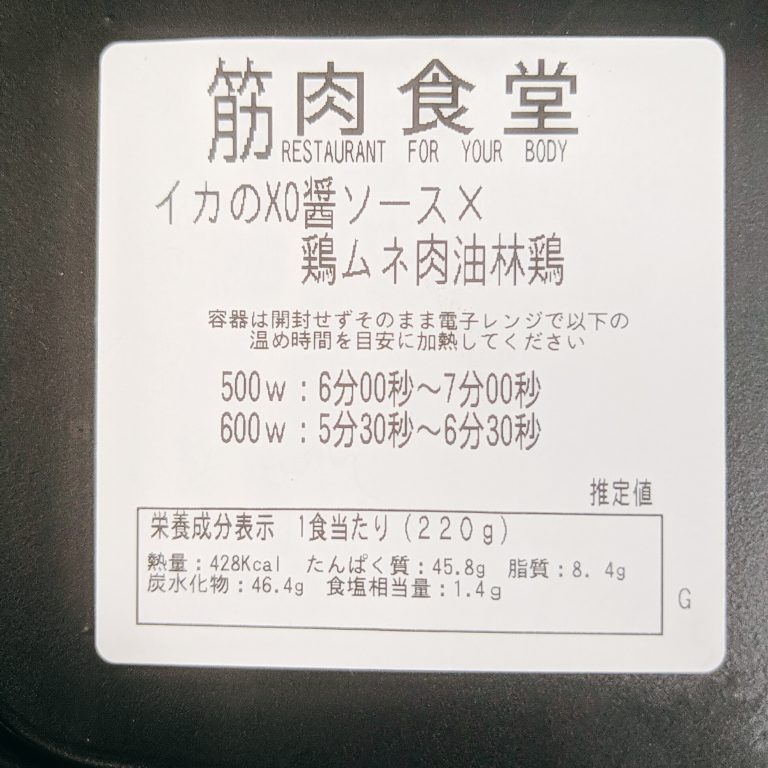 筋肉食堂
RESTAURANT FOR YOUR BODY
イカのXO醤ソース×
鶏ムネ肉油林鶏
容器は開封せずそのまま電子レンジで以下の
温め時間を目安に加熱してください
500w:6分00秒～7分00秒
600w:5分30秒～6分30秒
推定値
栄養成分表示 1食当たり(220g)
熱量:428Kcal たんぱく質:45.8g 脂質:8.4g
炭水化物:46.4g 食塩相当量:1.4g
G